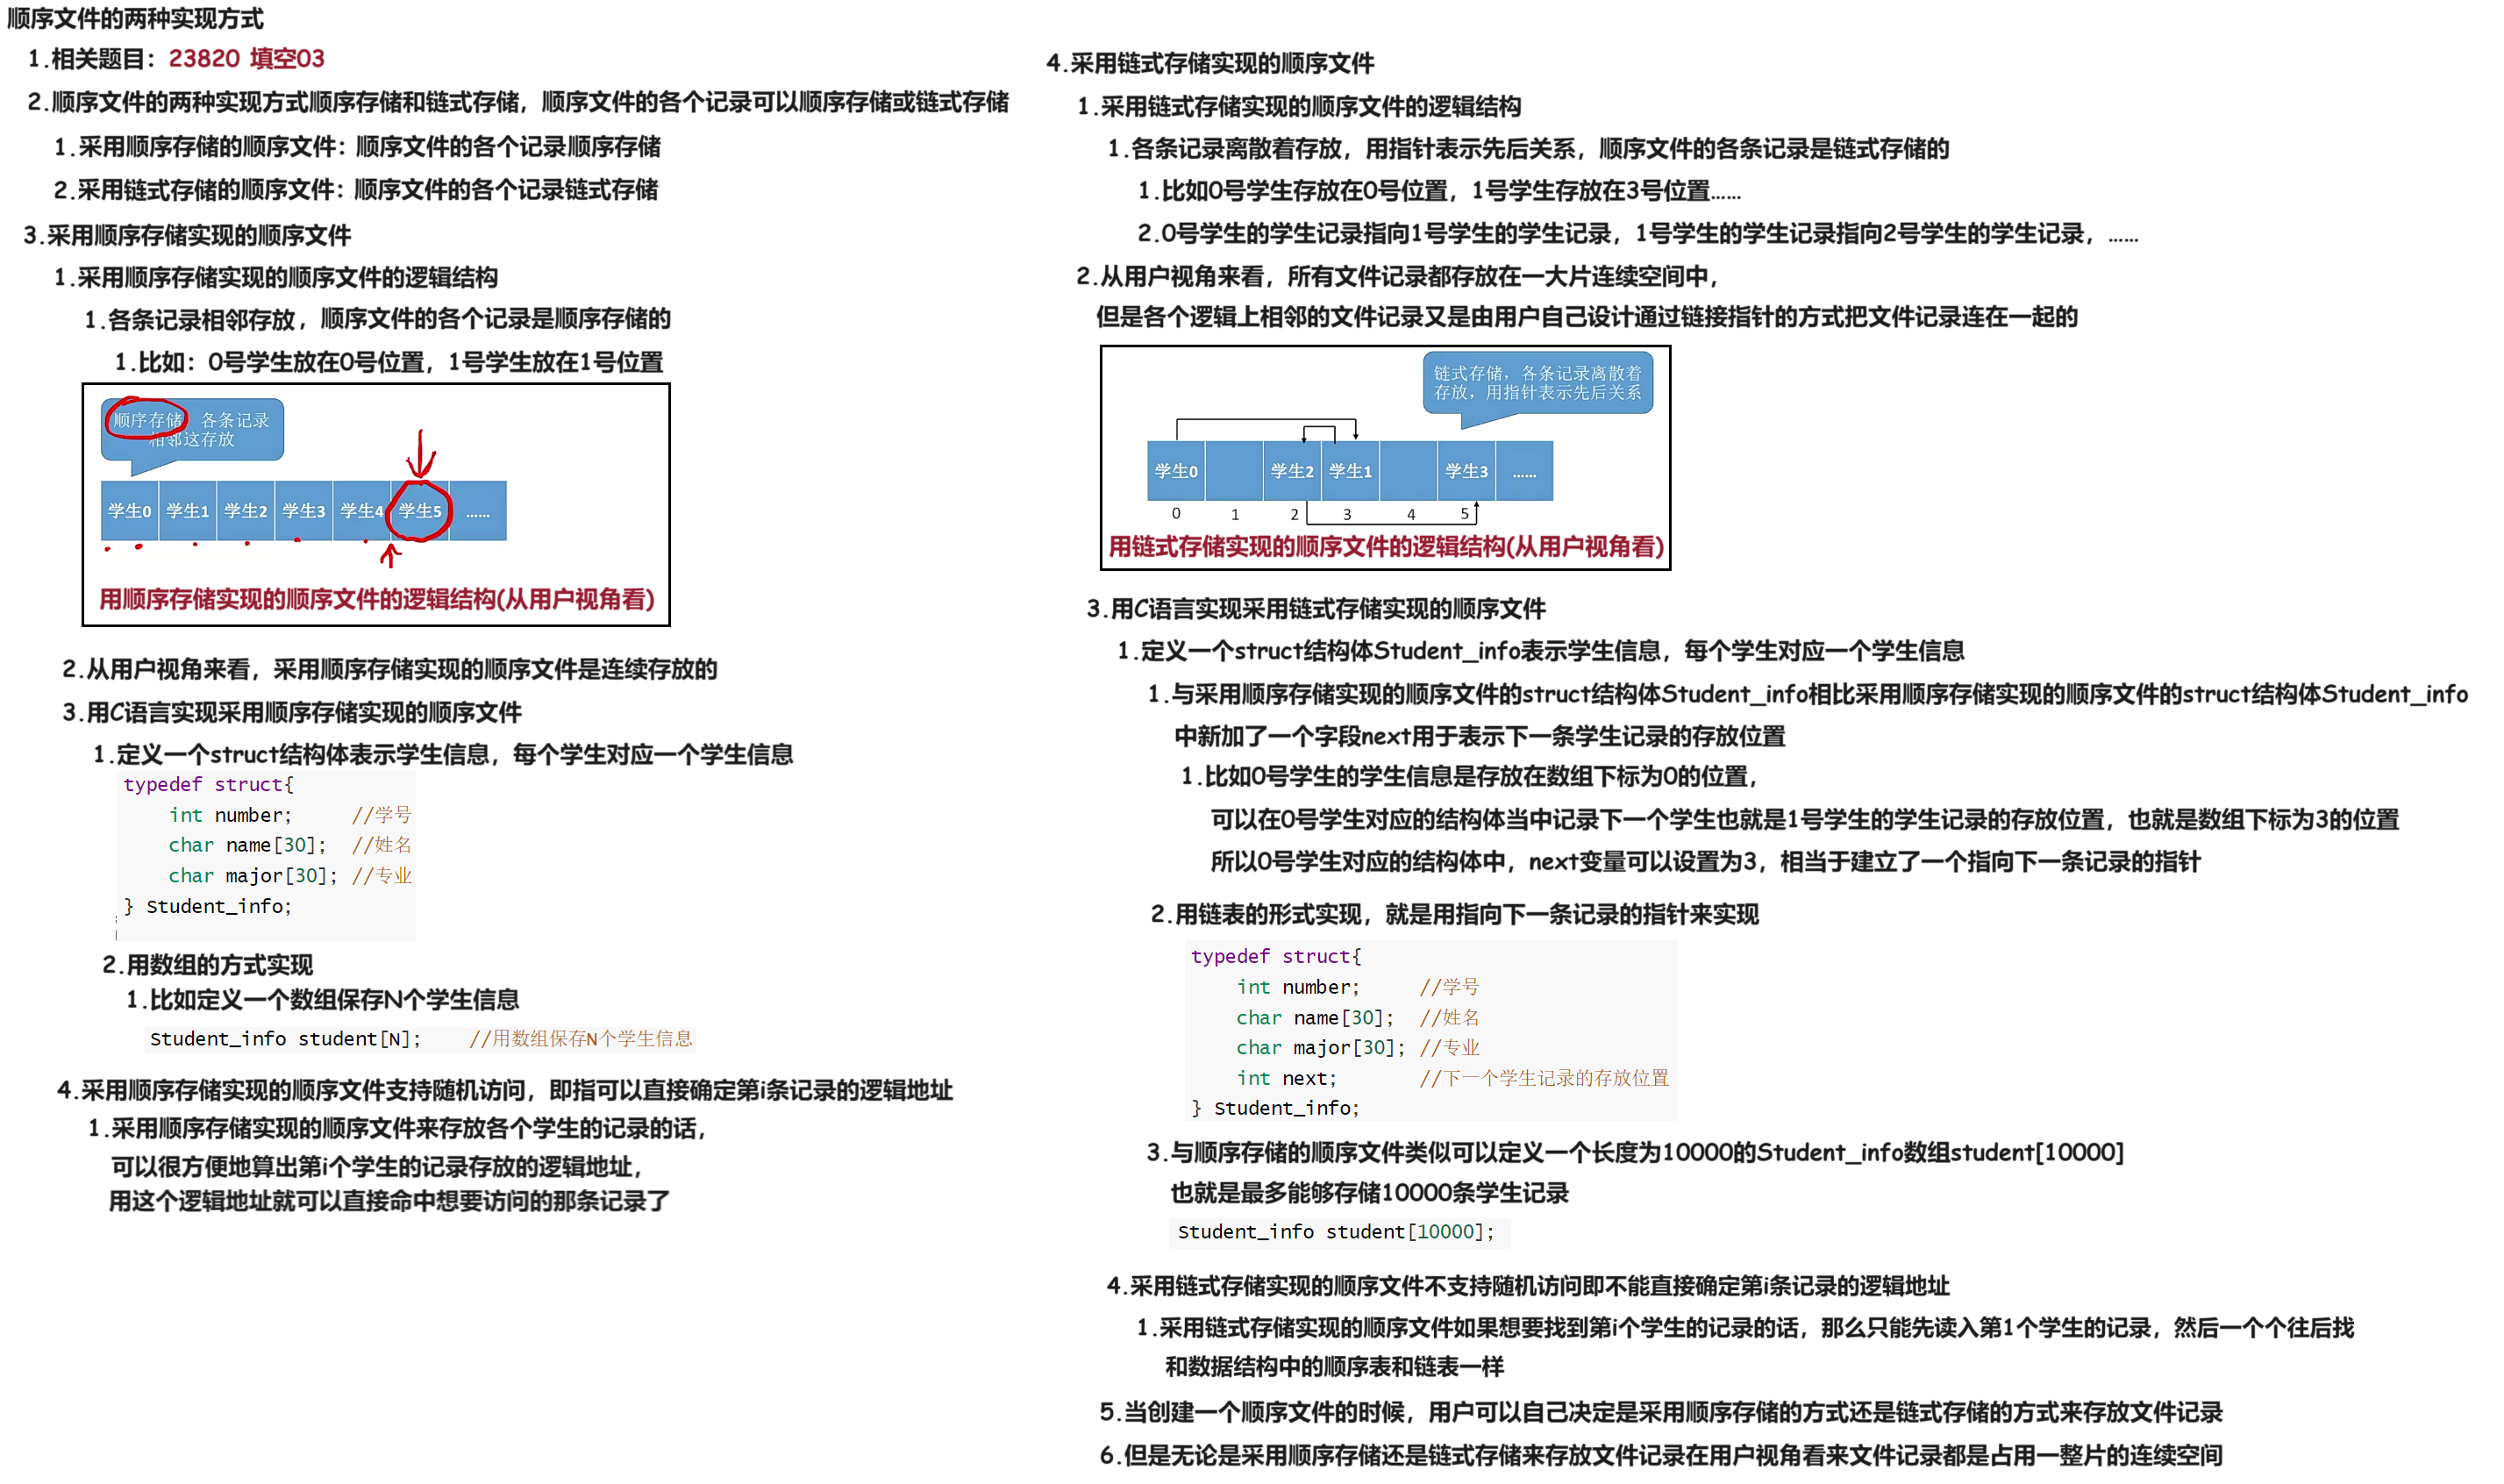 顺序文件的两种实现方式
1.相关题目：23820 填空03
2.顺序文件的两种实现方式顺序存储和链式存储，顺序文件的各个记录可以顺序存储或链式存储
1.采用顺序存储的顺序文件：顺序文件的各个记录顺序存储
2.采用链式存储的顺序文件：顺序文件的各个记录链式存储
3.采用顺序存储实现的顺序文件
1.采用顺序存储实现的顺序文件的逻辑结构
1.各条记录相邻存放，顺序文件的各个记录是顺序存储的
1.比如：0号学生放在0号位置，1号学生放在1号位置
顺序存储，各条记录
相邻这存放
学生0 学生1 学生2 学生3 学生4 学生5 ……
用顺序存储实现的顺序文件的逻辑结构(从用户视角看)
2.从用户视角来看，采用顺序存储实现的顺序文件是连续存放的
3.用C语言实现采用顺序存储实现的顺序文件
1.定义一个struct结构体表示学生信息，每个学生对应一个学生信息
typedef struct{
int number; //学号
char name[30]; //姓名
char major[30]; //专业
} Student_info;
2.用数组的方式实现
1.比如定义一个数组保存N个学生信息
Student_info student[N]; //用数组保存N个学生信息
4.采用顺序存储实现的顺序文件支持随机访问，即指可以直接确定第i条记录的逻辑地址
1.采用顺序存储实现的顺序文件来存放各个学生的记录的话，
可以很方便地算出第i个学生的记录存放的逻辑地址，
用这个逻辑地址就可以直接命中想要访问的那条记录了
4.采用链式存储实现的顺序文件
1.采用链式存储实现的顺序文件的逻辑结构
1.各条记录离散着存放，用指针表示先后关系，顺序文件的各条记录是链式存储的
1.比如0号学生存放在0号位置，1号学生存放在3号位置……
2.0号学生的学生记录指向1号学生的学生记录，1号学生的学生记录指向2号学生的学生记录，……
2.从用户视角来看，所有文件记录都存放在一大片连续空间中，
但是各个逻辑上相邻的文件记录又是由用户自己设计通过链接指针的方式把文件记录连在一起的
链式存储，各条记录离散着
存放，用指针表示先后关系
学生0 学生2 学生1 学生3 ……
0 1 2 3 4 5
用链式存储实现的顺序文件的逻辑结构(从用户视角看)
3.用C语言实现采用链式存储实现的顺序文件
1.定义一个struct结构体Student_info表示学生信息，每个学生对应一个学生信息
1.与采用顺序存储实现的顺序文件的struct结构体Student_info相比采用顺序存储实现的顺序文件的struct结构体Student_info
中新加了一个字段next用于表示下一条学生记录的存放位置
1.比如0号学生的学生信息是存放在数组下标为0的位置，
可以在0号学生对应的结构体当中记录下一个学生也就是1号学生的学生记录的存放位置，也就是数组下标为3的位置
所以0号学生对应的结构体中，next变量可以设置为3，相当于建立了一个指向下一条记录的指针
2.用链表的形式实现，就是用指向下一条记录的指针来实现
typedef struct{
int number; //学号
char name[30]; //姓名
char major[30]; //专业
int next; //下一个学生记录的存放位置
} Student_info;
3.与顺序存储的顺序文件类似可以定义一个长度为10000的Student_info数组student[10000]
也就是最多能够存储10000条学生记录
Student_info student[10000];
4.采用链式存储实现的顺序文件不支持随机访问即不能直接确定第i条记录的逻辑地址
1.采用链式存储实现的顺序文件如果想要找到第i个学生的记录的话，那么只能先读入第1个学生的记录，然后一个个往后找
和数据结构中的顺序表和链表一样
5.当创建一个顺序文件的时候，用户可以自己决定是采用顺序存储的方式还是链式存储的方式来存放文件记录
6.但是无论是采用顺序存储还是链式存储来存放文件记录在用户视角看来文件记录都是占用一整片的连续空间